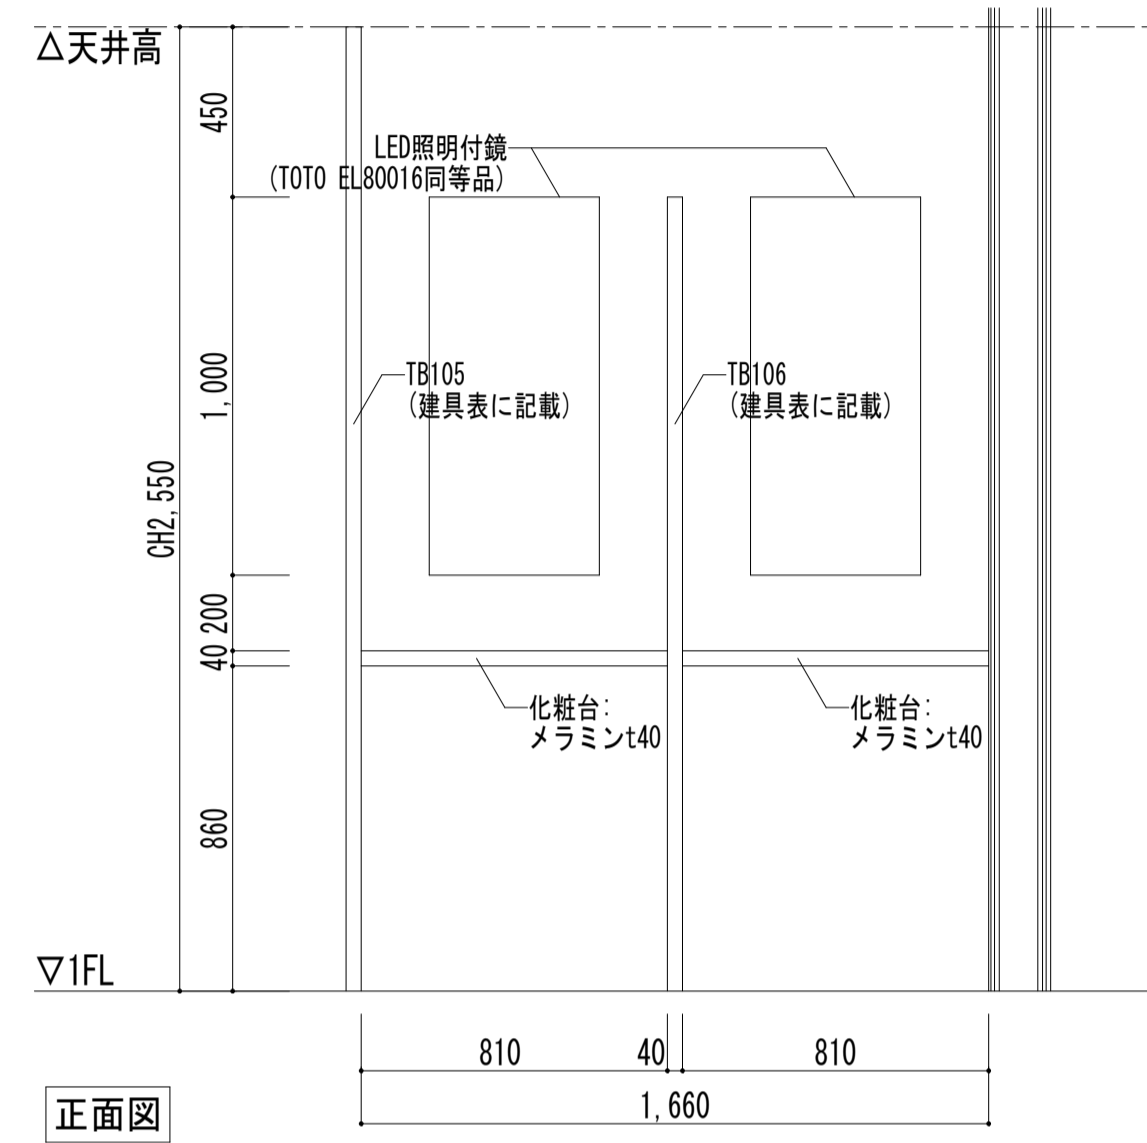 △天井高
450
LED照明付鏡
(TOTO EL80016同等品)
1,000
TB105
(建具表に記載)
TB106
(建具表に記載)
CH2,550
200
40
化粧台:
メラミンt40
化粧台:
メラミンt40
860
▽1FL
810
40
810
1,660
正面図